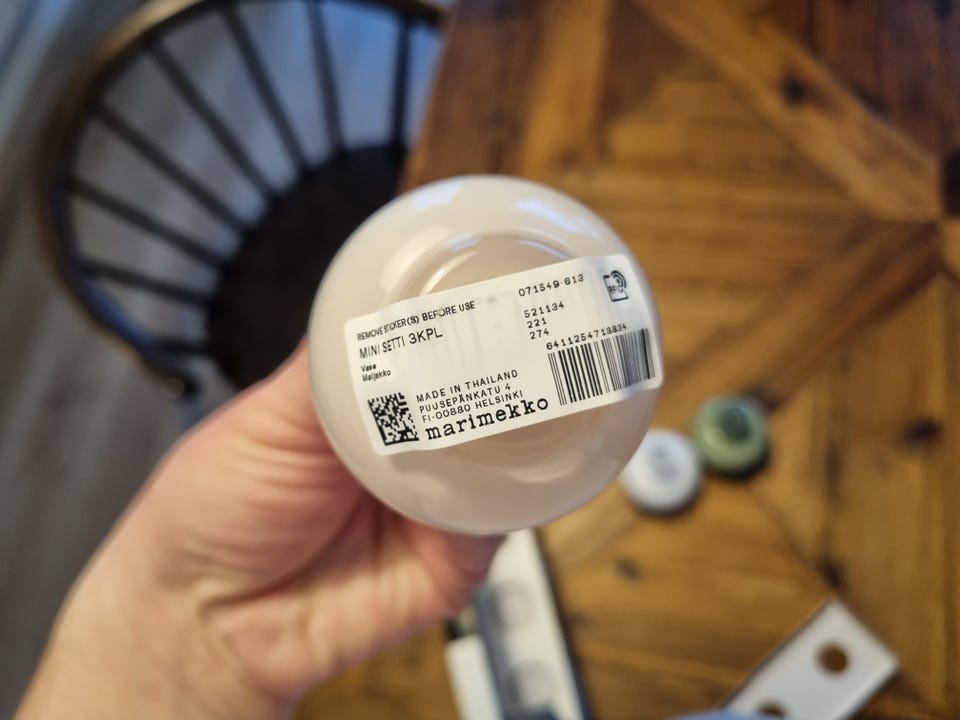 REMOVE STICKER(S) BEFORE USE
MINI SETTI 3KPL
Vase
Maljakko
071549-613
521134
221
274
6411254718834
MADE IN THAILAND
PUUSEPÄNKATU 4
FI-00880 HELSINKI
marimekko